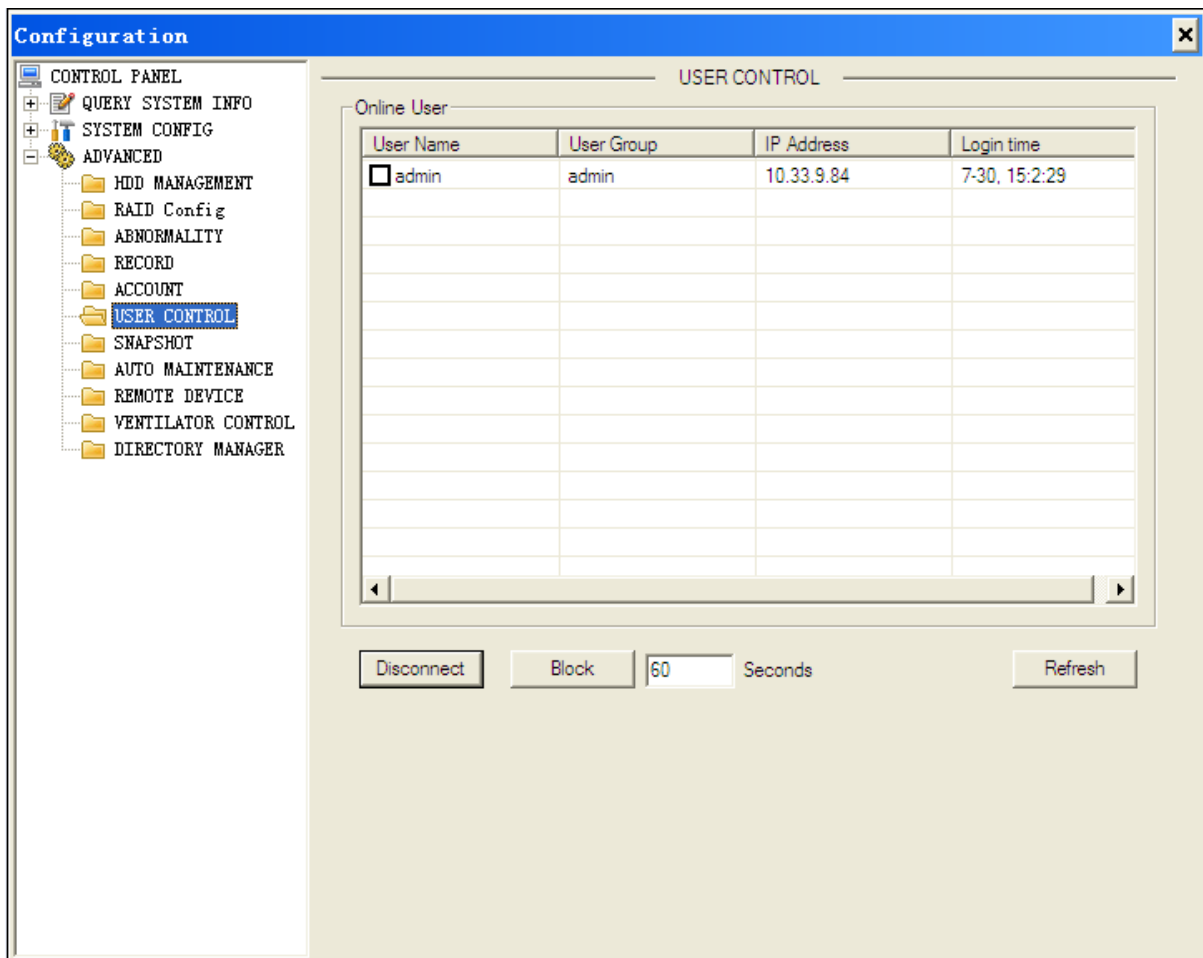 Configuration
CONTROL PANEL
QUERY SYSTEM INFO
SYSTEM CONFIG
ADVANCED
HDD MANAGEMENT
RAID Config
ABNORMALITY
RECORD
ACCOUNT
USER CONTROL
SNAPSHOT
AUTO MAINTENANCE
REMOTE DEVICE
VENTILATOR CONTROL
DIRECTORY MANAGER
USER CONTROL
Online User
User Name User Group IP Address Login time
admin admin 10.33.9.84 7-30, 15:2:29
Disconnect Block 60 Seconds Refresh